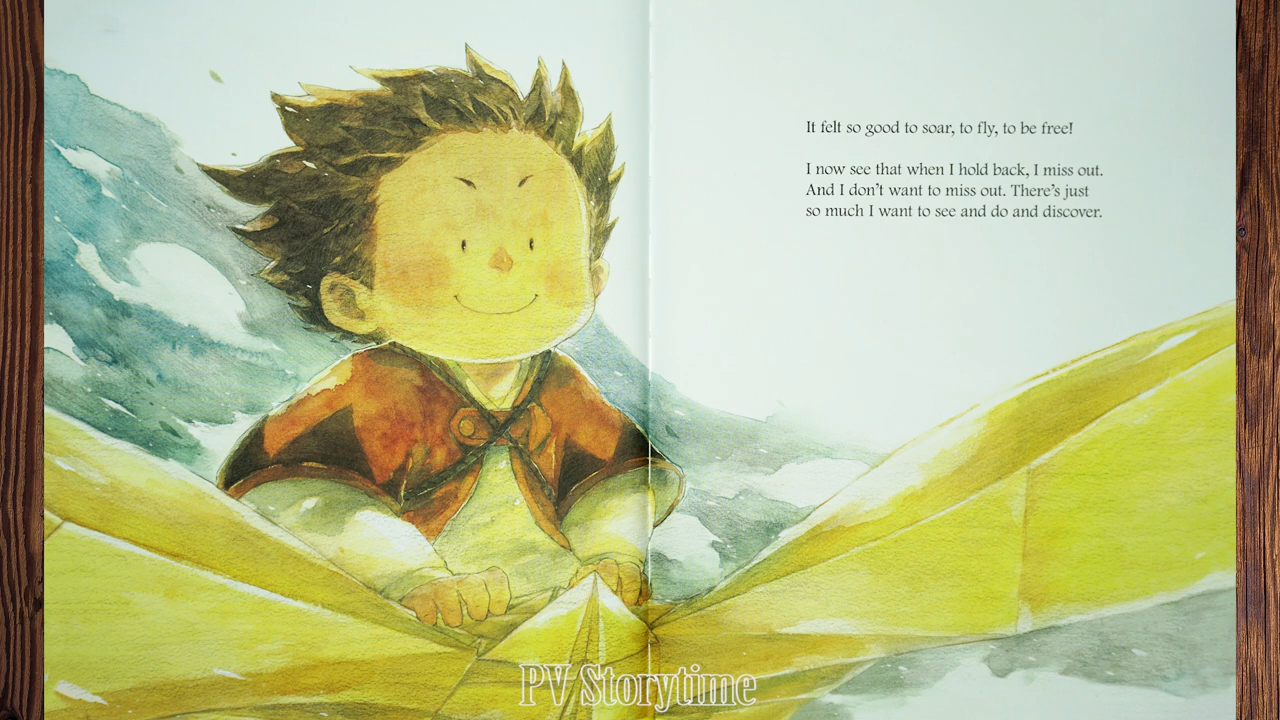 It felt so good to soar, to fly, to be free!
I now see that when I hold back, I miss out.
And I don't want to miss out. There's just
so much I want to see and do and discover.
PV Storytime